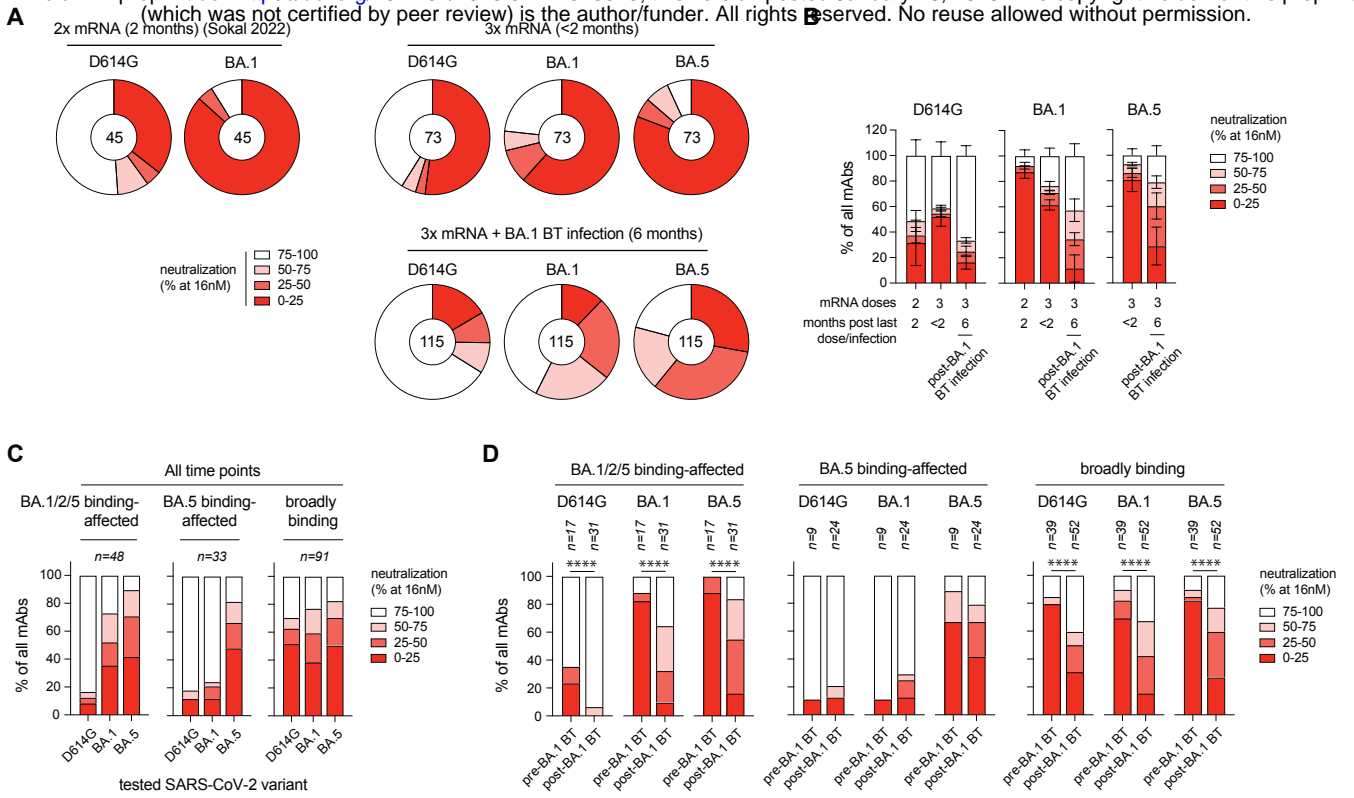 (which was not certified by peer review) is the author/funder. All rights reserved. No reuse allowed without permission.
A
2x mRNA (2 months) (Sokal 2022)
D614G BA.1
45 45
3x mRNA (<2 months)
D614G BA.1 BA.5
73 73 73
neutralization
(% at 16nM)
75-100
50-75
25-50
0-25
3x mRNA + BA.1 BT infection (6 months)
D614G BA.1 BA.5
115 115 115
B
D614G BA.1 BA.5
% of all mAbs
120
100
80
60
40
20
0
mRNA doses 2 3 3 2 3 3 3 3
months post last
dose/infection
2 <2 6 2 <2 6 <2 6
post-BA.1
BT infection
post-BA.1
BT infection
post-BA.1
BT infection
neutralization
(% at 16nM)
75-100
50-75
25-50
0-25
C
All time points
BA.1/2/5 binding-
affected
BA.5 binding-
affected
broadly
binding
n=48 n=33 n=91
% of all mAbs
100
80
60
40
20
0
D614G BA.1 BA.5 D614G BA.1 BA.5 D614G BA.1 BA.5
tested SARS-CoV-2 variant
neutralization
(% at 16nM)
75-100
50-75
25-50
0-25
D
BA.1/2/5 binding-affected
D614G BA.1 BA.5
n=17 n=31 n=17 n=31 n=17 n=31
**** **** ****
% of all mAbs
100
80
60
40
20
0
pre-BA.1 BT post-BA.1 BT pre-BA.1 BT post-BA.1 BT pre-BA.1 BT post-BA.1 BT
BA.5 binding-affected
D614G BA.1 BA.5
n=9 n=24 n=9 n=24 n=9 n=24
pre-BA.1 BT post-BA.1 BT pre-BA.1 BT post-BA.1 BT pre-BA.1 BT post-BA.1 BT
broadly binding
D614G BA.1 BA.5
n=39 n=52 n=39 n=52 n=39 n=52
**** **** ****
pre-BA.1 BT post-BA.1 BT pre-BA.1 BT post-BA.1 BT pre-BA.1 BT post-BA.1 BT
neutralization
(% at 16nM)
75-100
50-75
25-50
0-25